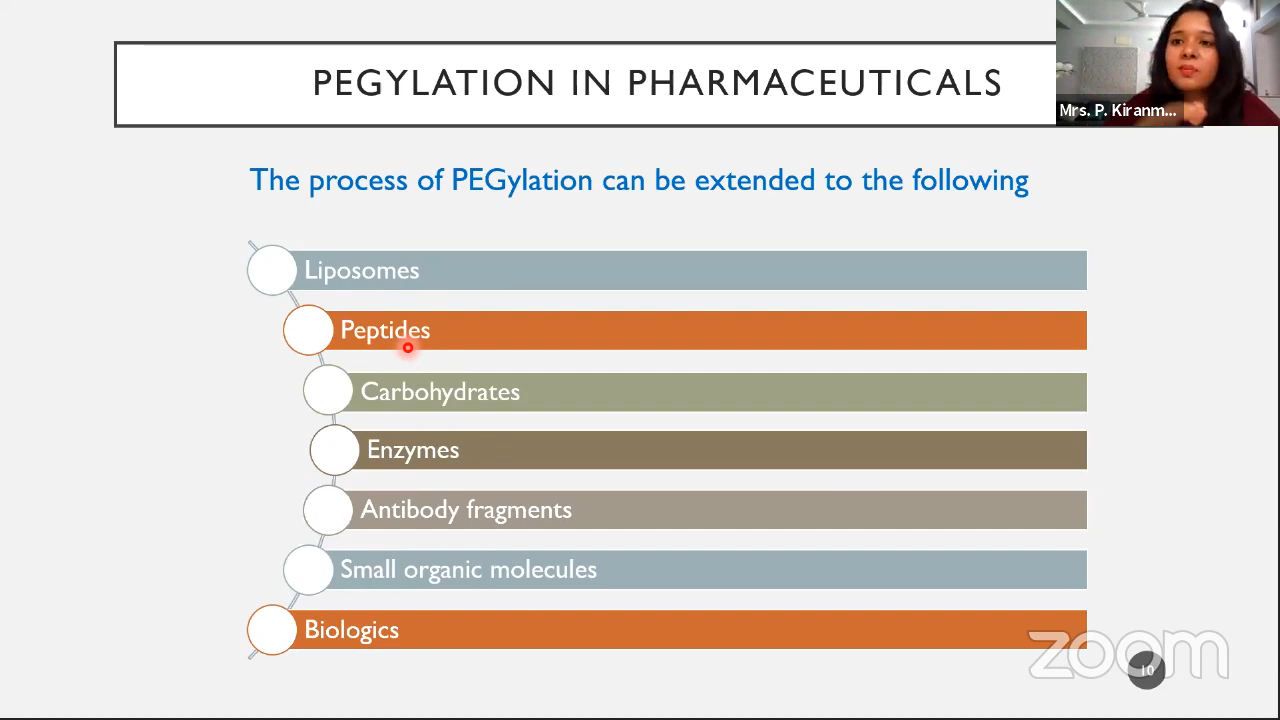 PEGYLATION IN PHARMACEUTICALS
Mrs. P. Kiranm...
The process of PEGylation can be extended to the following
Liposomes
Peptides
Carbohydrates
Enzymes
Antibody fragments
Small organic molecules
Biologics
zoom
10